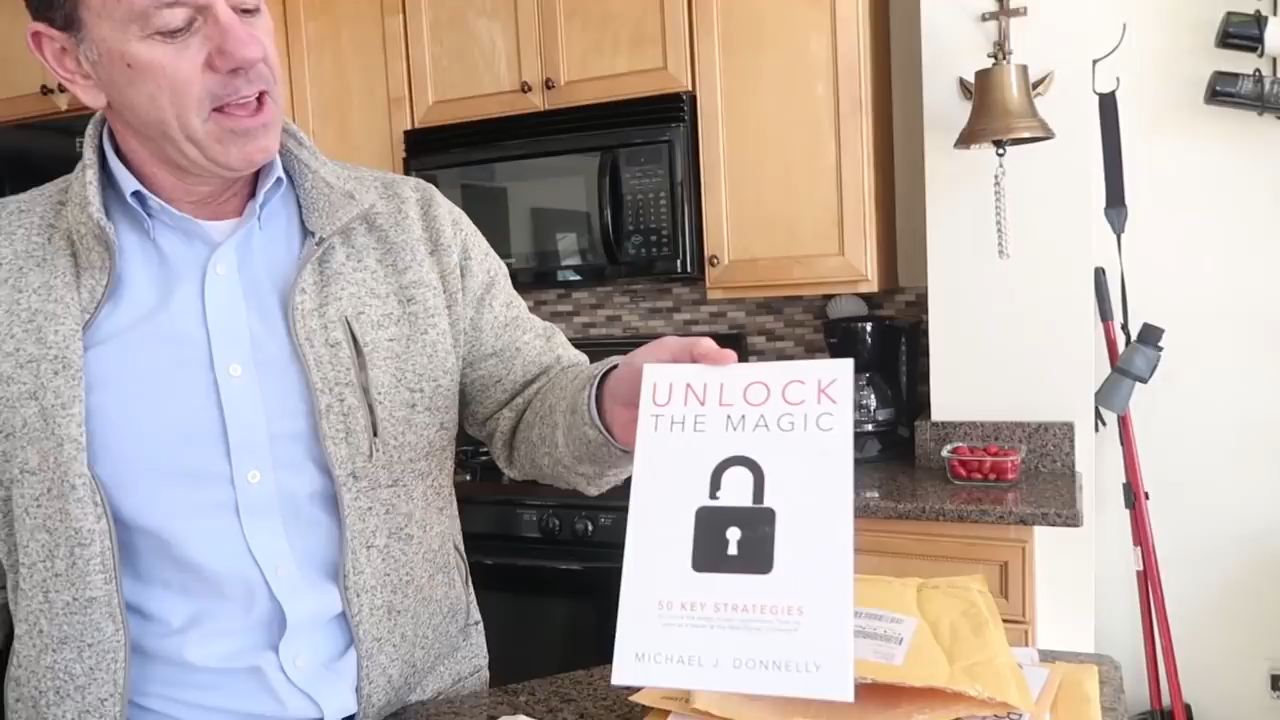 UNLOCK
THE MAGIC
50 KEY STRATEGIES
MICHAEL J. DONNELLY